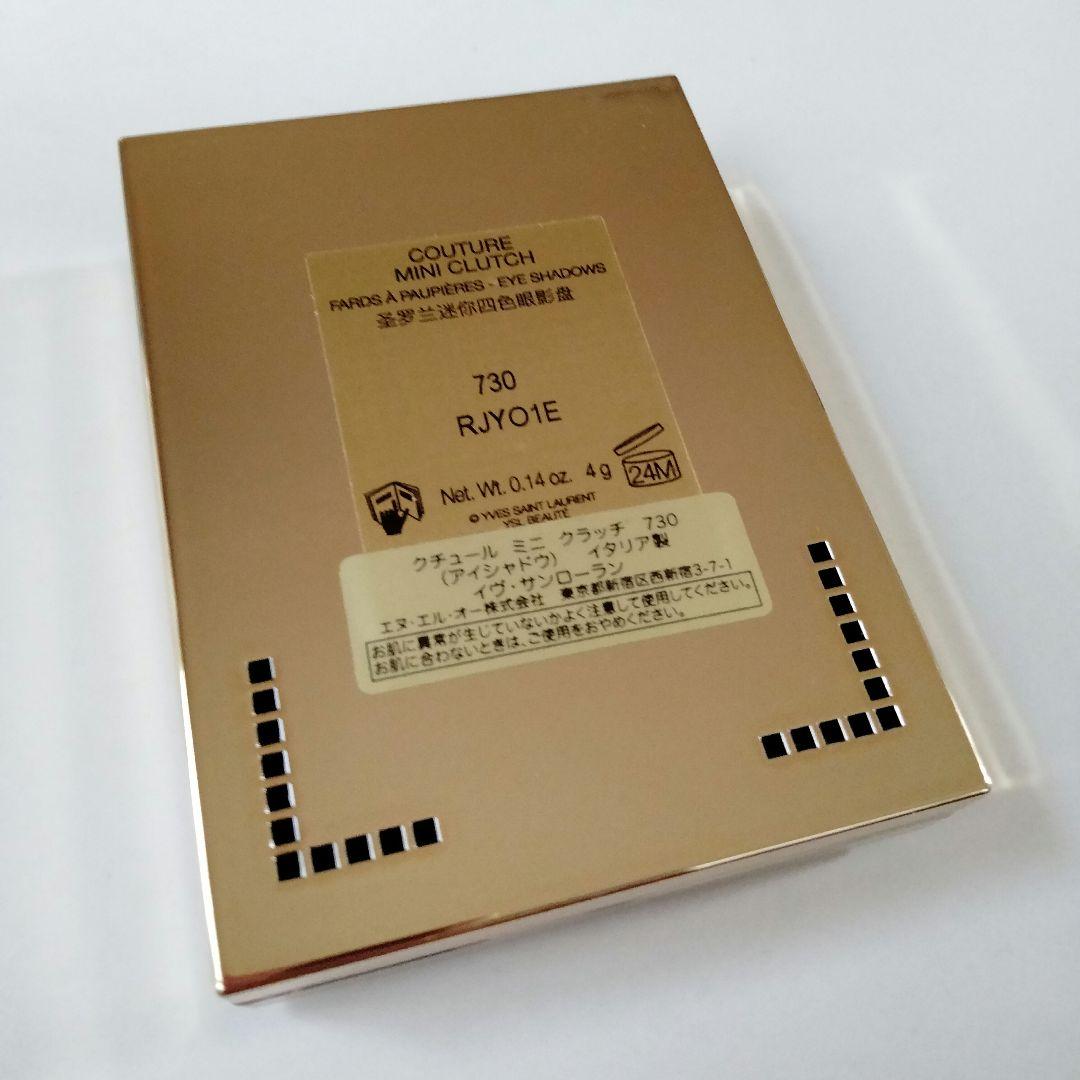 COUTURE
MINI CLUTCH
FARDS À PAUPIÈRES - EYE SHADOWS
圣罗兰迷你四色眼影盘
730
RJYO1E
24M
Net. Wt. 0.14 oz. 4 g
© YVES SAINT LAURENT
YSL BEAUTÉ
クチュール ミニ クラッチ 730
(アイシャドウ) イタリア製
イヴ・サンローラン
エヌ・エル・オー株式会社 東京都新宿区西新宿3-7-1
お肌に異常が生じていないかよく注意して使用してください。
お肌に合わないときは、ご使用をおやめください。